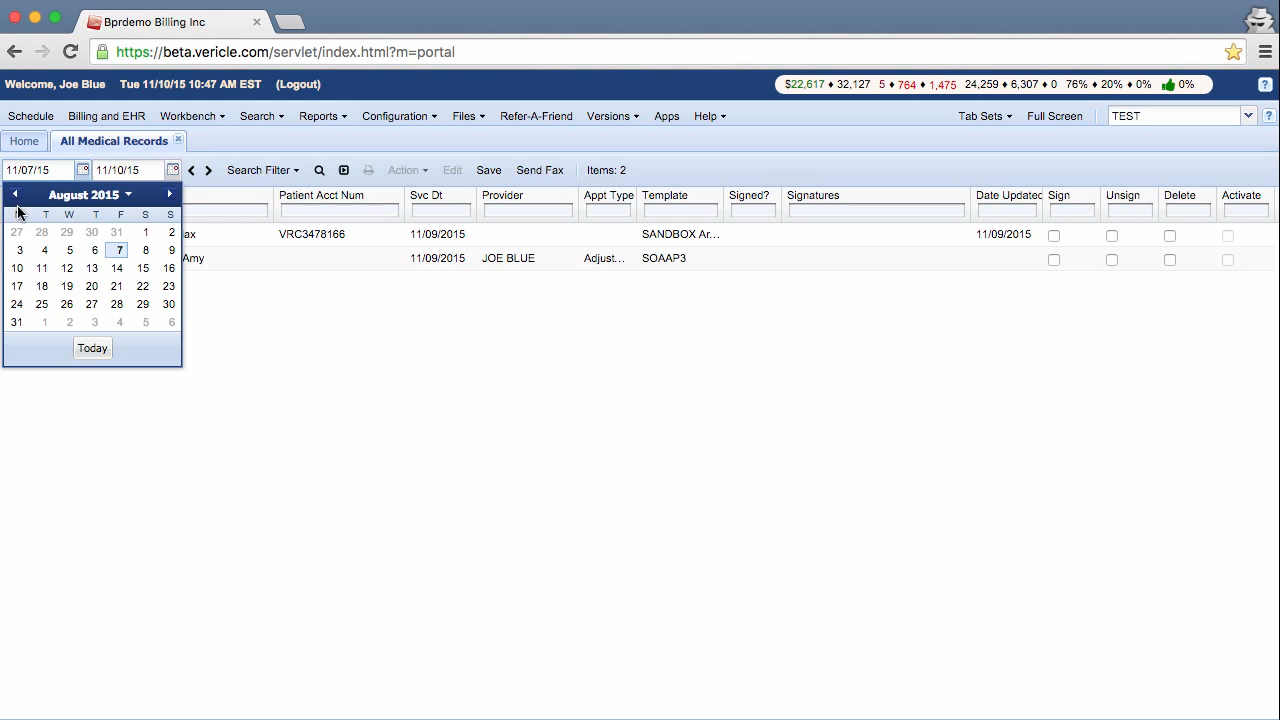 Bprdemo Billing Inc
https://beta.vericle.com/servlet/index.html?m=portal
Welcome, Joe Blue Tue 11/10/15 10:47 AM EST (Logout) $22,617 ♦ 32,127 5 ♦ 764 ♦ 1,475 24,259 ♦ 6,307 ♦ 0 76% ♦ 20% ♦ 0% 0% ?
Schedule Billing and EHR Workbench Search Reports Configuration Files Refer-A-Friend Versions Apps Help Tab Sets Full Screen TEST ?
Home All Medical Records
11/07/15 11/10/15 Search Filter Action Edit Save Send Fax Items: 2
August 2015 Patient Acct Num Svc Dt Provider Appt Type Template Signed? Signatures Date Updated Sign Unsign Delete Activate
T W T F S S
27 28 29 30 31 1 2
ax VRC3478166 11/09/2015 SANDBOX Ar... 11/09/2015
3 4 5 6 7 8 9
Amy 11/09/2015 JOE BLUE Adjust... SOAAP3
10 11 12 13 14 15 16
17 18 19 20 21 22 23
24 25 26 27 28 29 30
31 1 2 3 4 5 6
Today